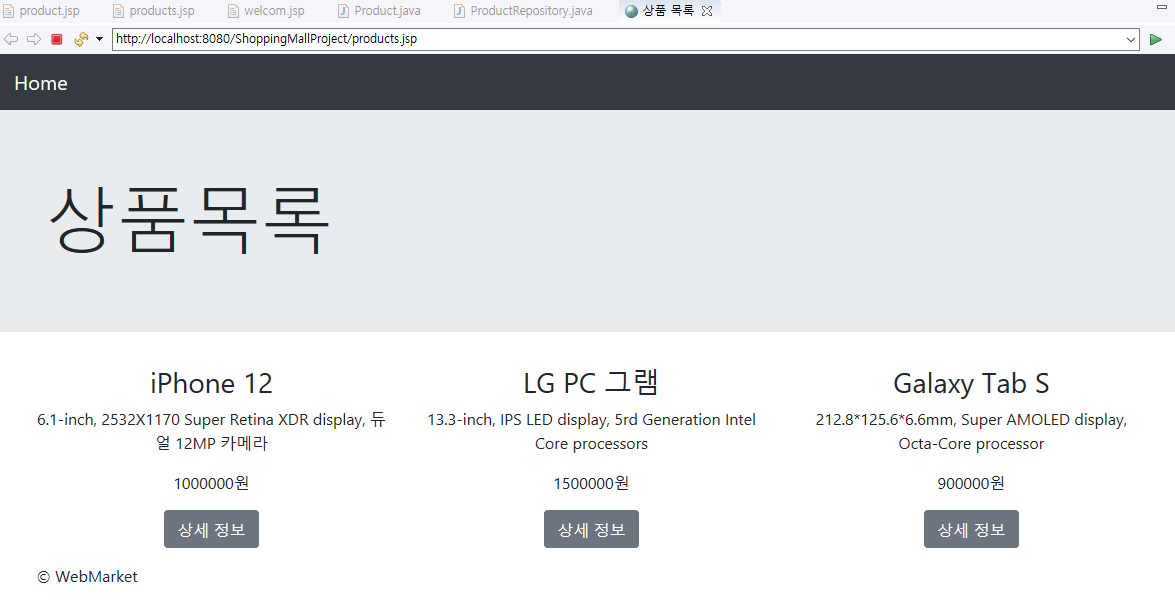 product.jsp products.jsp welcom.jsp Product.java ProductRepository.java 상품 목록
http://localhost:8080/ShoppingMallProject/products.jsp
Home
상품목록
iPhone 12
6.1-inch, 2532X1170 Super Retina XDR display, 듀
얼 12MP 카메라
1000000원
상세 정보
LG PC 그램
13.3-inch, IPS LED display, 5rd Generation Intel
Core processors
1500000원
상세 정보
Galaxy Tab S
212.8*125.6*6.6mm, Super AMOLED display,
Octa-Core processor
900000원
상세 정보
© WebMarket